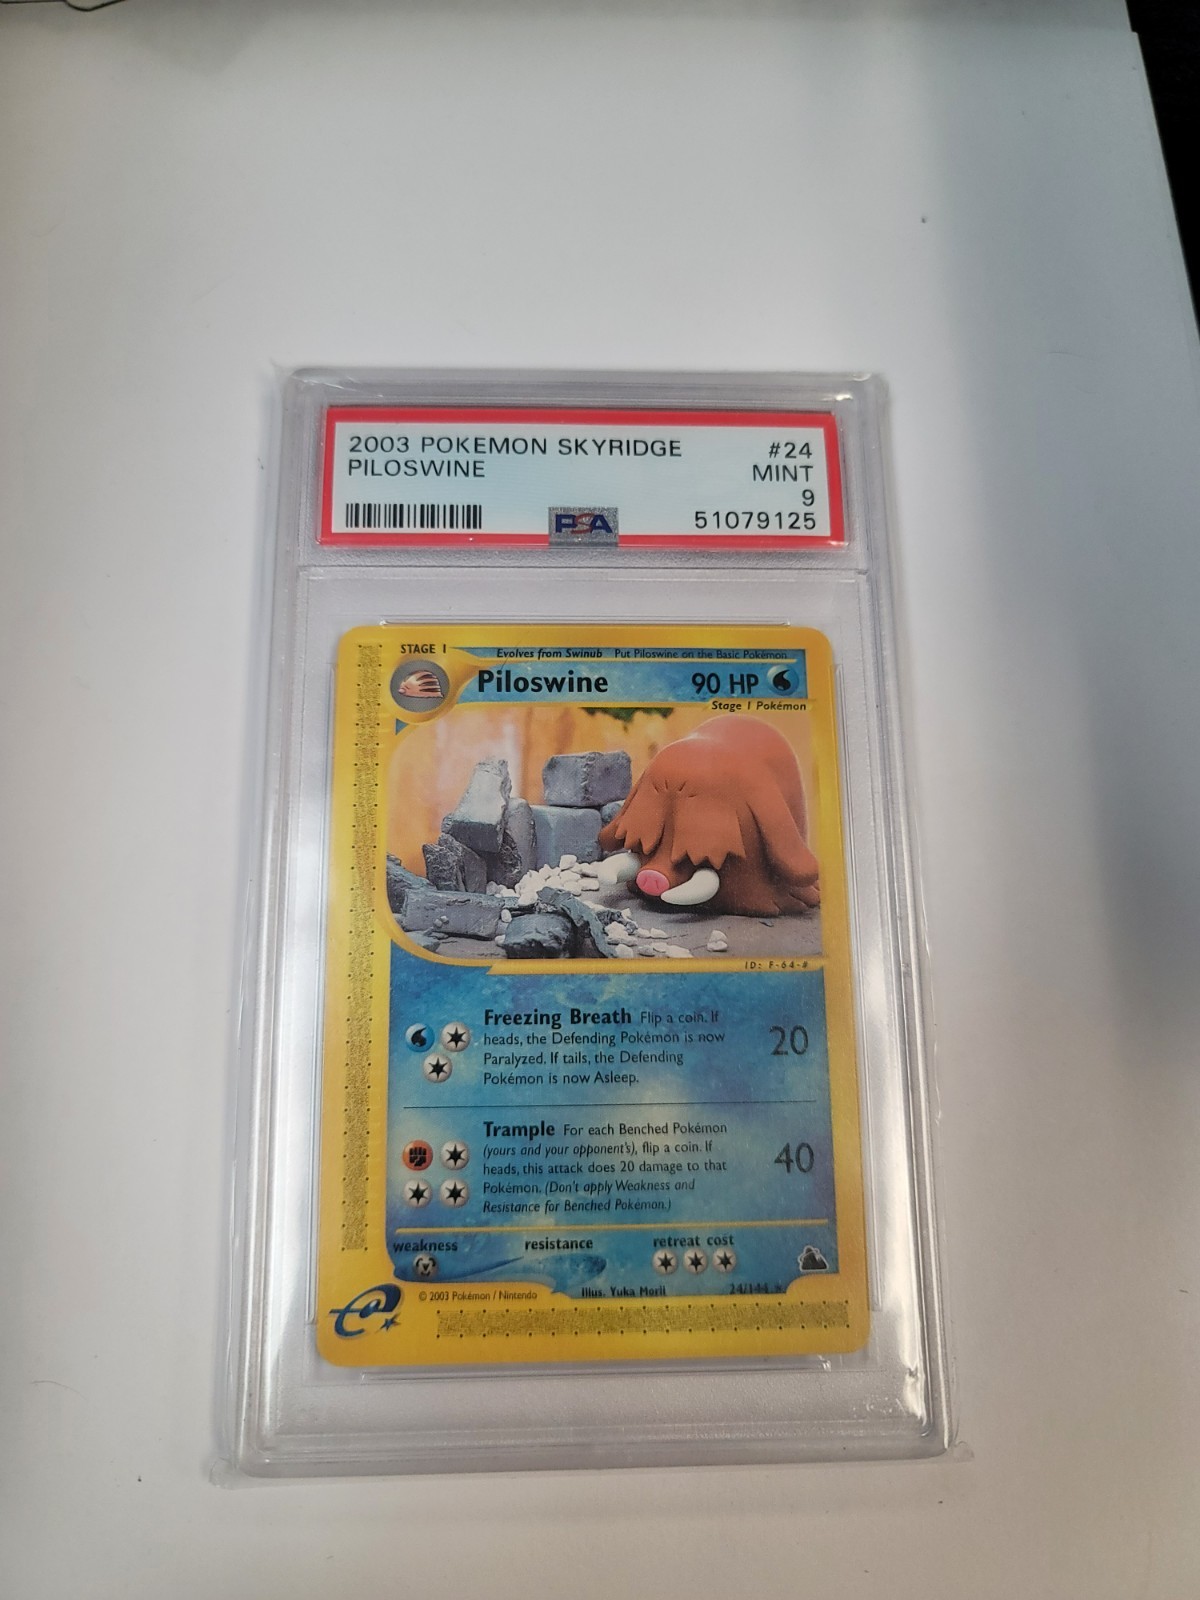 2003 POKEMON SKYRIDGE #24
PILOSWINE MINT
9
PSA 51079125
STAGE 1 Evolves from Swinub Put Piloswine on the Basic Pokémon
Piloswine 90 HP
Stage 1 Pokémon
ID: F-64-#
Freezing Breath Flip a coin. If
heads, the Defending Pokémon is now
Paralyzed. If tails, the Defending
Pokémon is now Asleep.
20
Trample For each Benched Pokémon
(yours and your opponent's), flip a coin. If
heads, this attack does 20 damage to that
Pokémon. (Don't apply Weakness and
Resistance for Benched Pokémon.)
40
weakness resistance retreat cost
© 2003 Pokémon / Nintendo Illus. Yuka Morii 24/144 ★
e